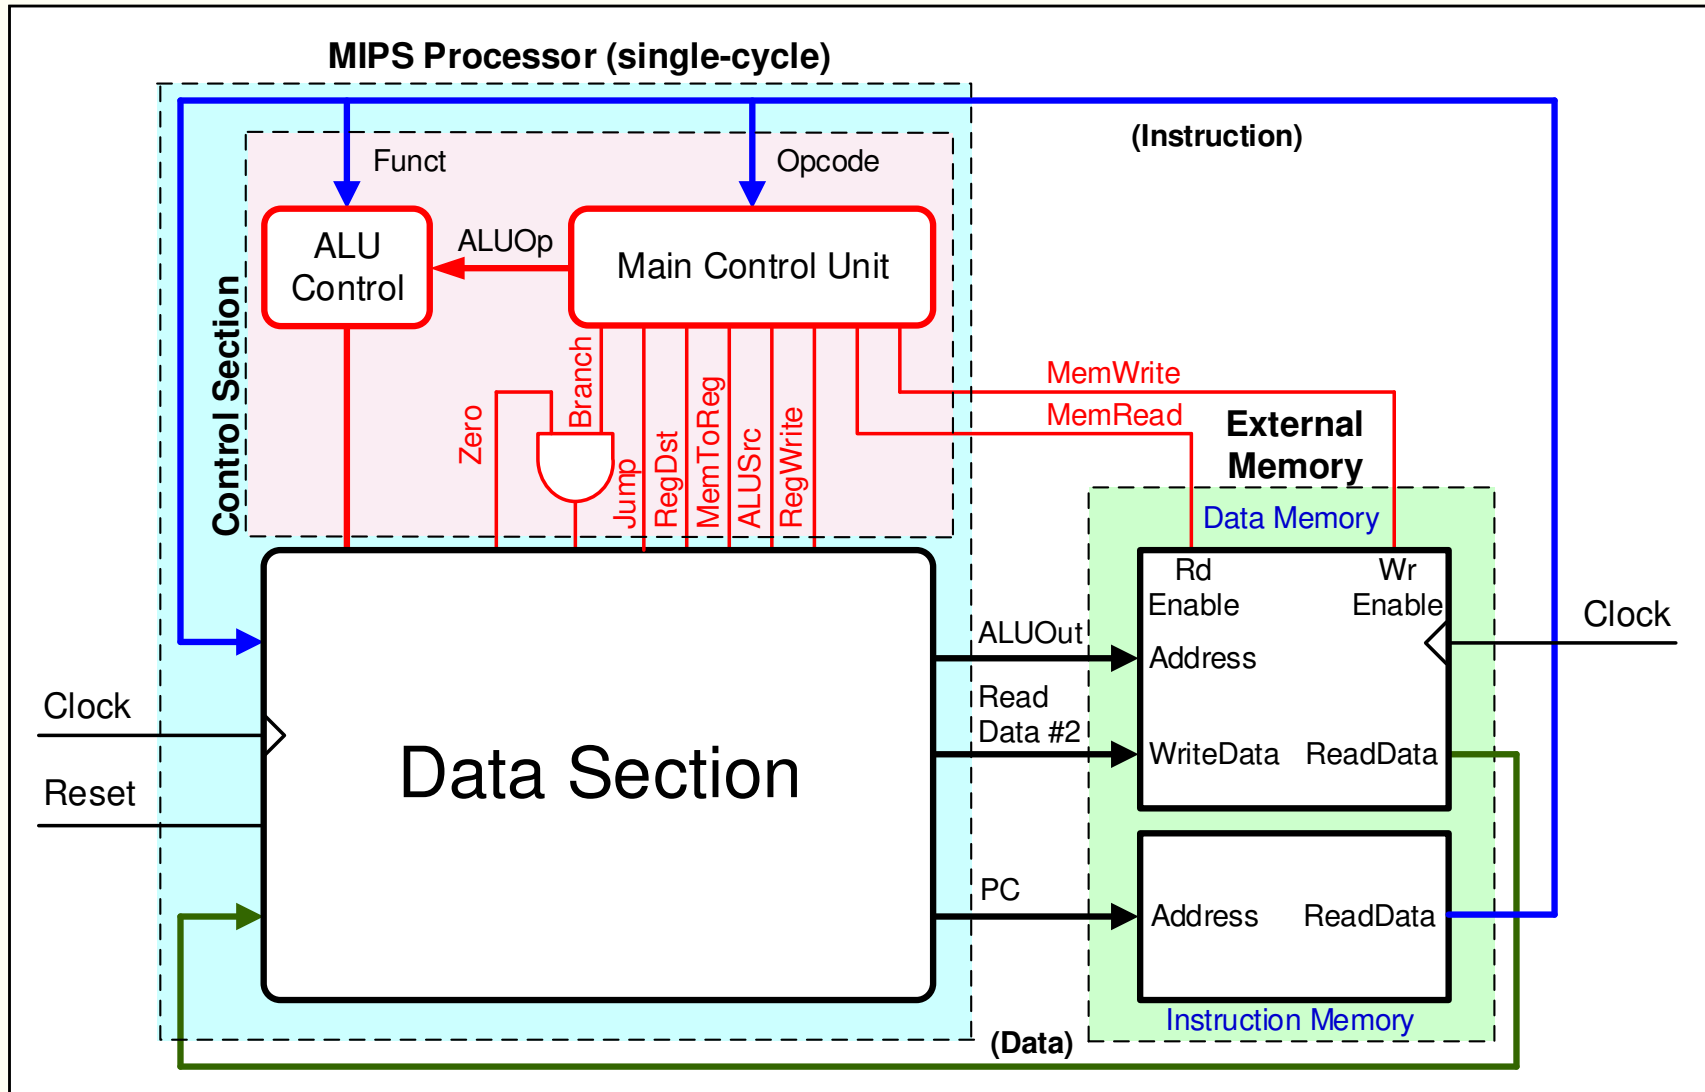 MIPS Processor (single-cycle)
(Instruction)
Funct
Opcode
ALU
Control
ALUOp
Main Control Unit
Control Section
Zero
Branch
Jump
RegDst
MemToReg
ALUSrc
RegWrite
MemWrite
MemRead
External
Memory
Data Memory
Rd
Enable
Wr
Enable
Clock
ALUOut
Address
Read
Data #2
WriteData
ReadData
Clock
Reset
Data Section
PC
Address
ReadData
Instruction Memory
(Data)